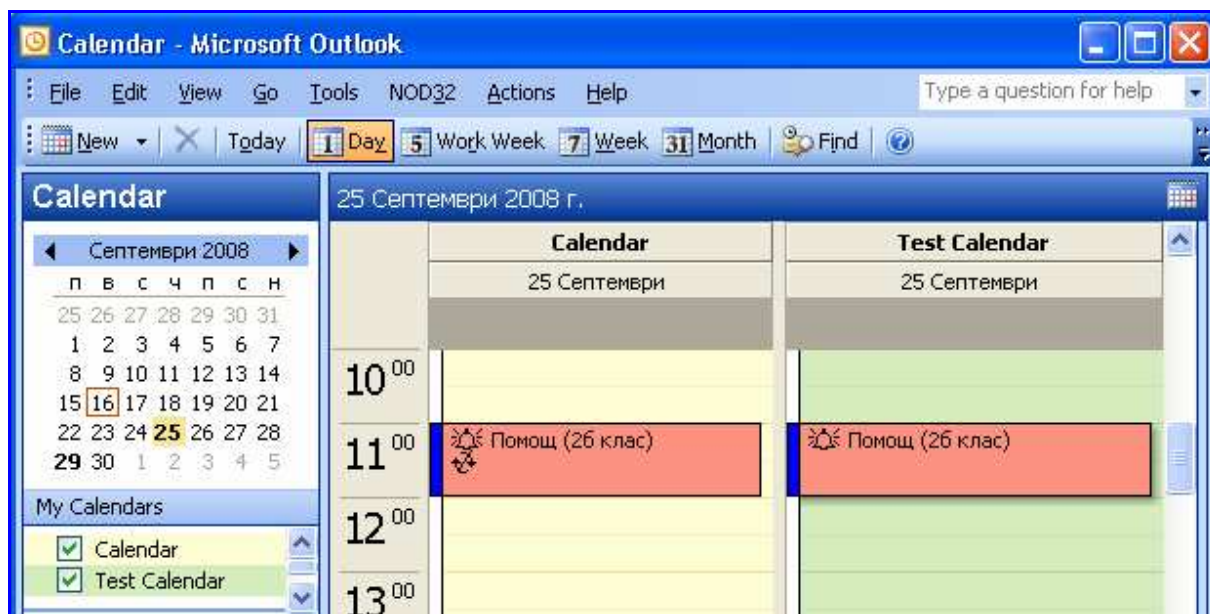 Calendar - Microsoft Outlook
File Edit View Go Tools NOD32 Actions Help Type a question for help
New Today 1 Day 5 Work Week 7 Week 31 Month Find
Calendar 25 Септември 2008 г.
Септември 2008
Calendar Test Calendar
25 Септември 25 Септември
П В С Ч П С Н
25 26 27 28 29 30 31
1 2 3 4 5 6 7
8 9 10 11 12 13 14
15 16 17 18 19 20 21
22 23 24 25 26 27 28
29 30 1 2 3 4 5
10 00
11 00 Помощ (2б клас) Помощ (2б клас)
12 00
13 00
My Calendars
Calendar
Test Calendar